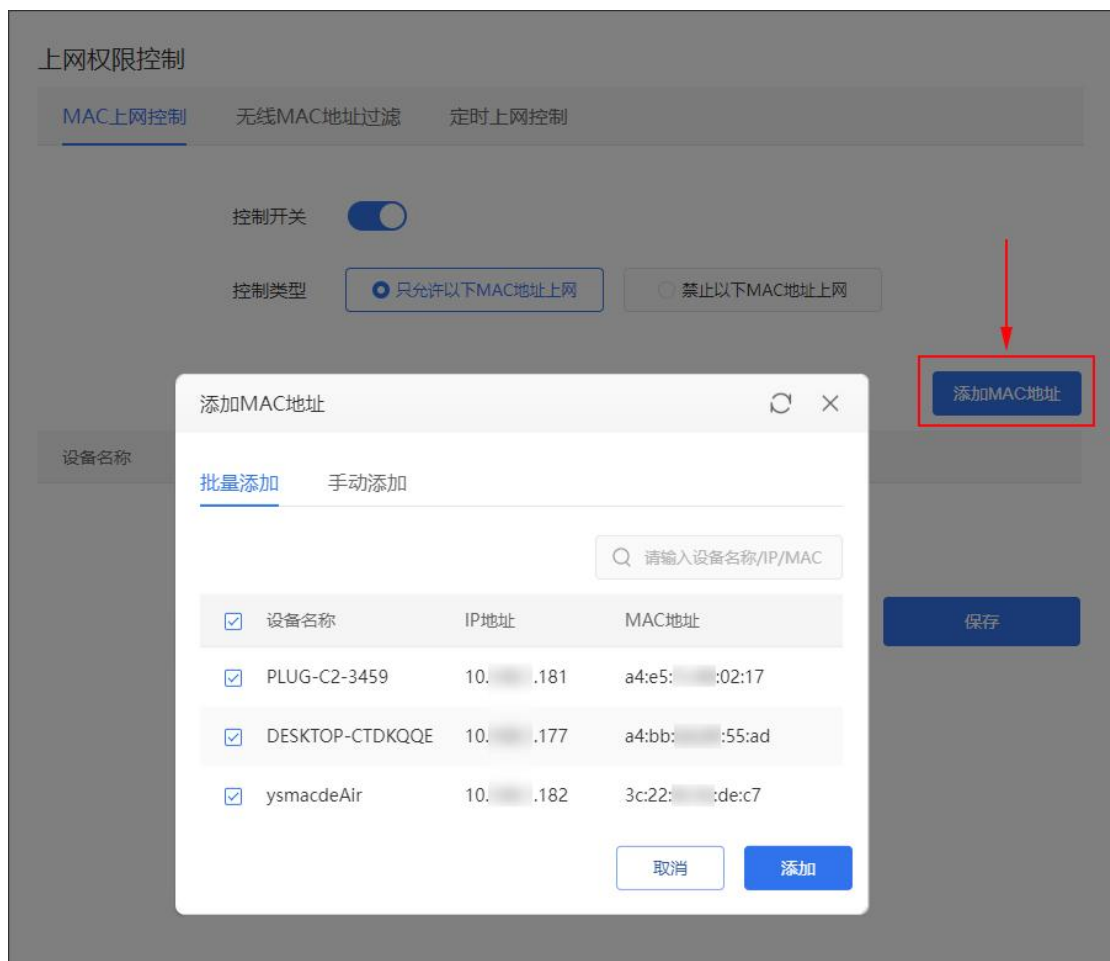 上网权限控制
MAC上网控制 无线MAC地址过滤 定时上网控制
控制开关
控制类型 只允许以下MAC地址上网 禁止以下MAC地址上网
添加MAC地址
设备名称
添加MAC地址
批量添加 手动添加
请输入设备名称/IP/MAC
设备名称 IP地址 MAC地址
PLUG-C2-3459 10. .181 a4:e5: :02:17
DESKTOP-CTDKQQE 10. .177 a4:bb: :55:ad
ysmacdeAir 10. .182 3c:22: :de:c7
取消 添加
保存